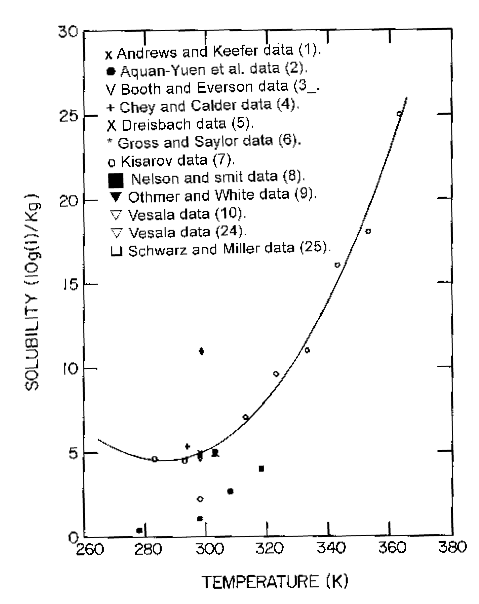 30
x Andrews and Keefer data (1).
● Aquan-Yuen et al. data (2).
V Booth and Everson data (3_.
+ Chey and Calder data (4).
X Dreisbach data (5).
* Gross and Saylor data (6).
o Kisarov data (7).
■ Nelson and smit data (8).
▼ Othmer and White data (9).
▽ Vesala data (10).
▽ Vesala data (24).
□ Schwarz and Miller data (25).
25
20
15
10
5
0
SOLUBILITY (10g(1)/Kg)
260 280 300 320 340 360 380
TEMPERATURE (K)